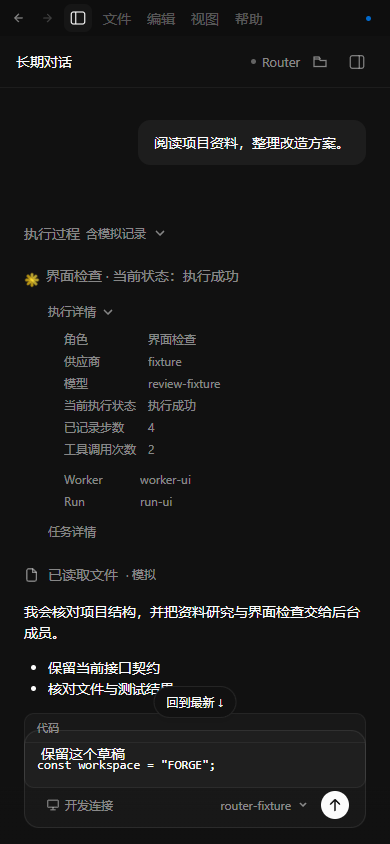 文件 编辑 视图 帮助
长期对话 Router
阅读项目资料，整理改造方案。
执行过程 含模拟记录
界面检查 · 当前状态：执行成功
执行详情
角色 界面检查
供应商 fixture
模型 review-fixture
当前执行状态 执行成功
已记录步数 4
工具调用次数 2
Worker worker-ui
Run run-ui
任务详情
已读取文件 · 模拟
我会核对项目结构，并把资料研究与界面检查交给后台
成员。
保留当前接口契约
核对文件与测试结果
回到最新 ↓
代码
保留这个草稿
const workspace = "FORGE";
开发连接 router-fixture